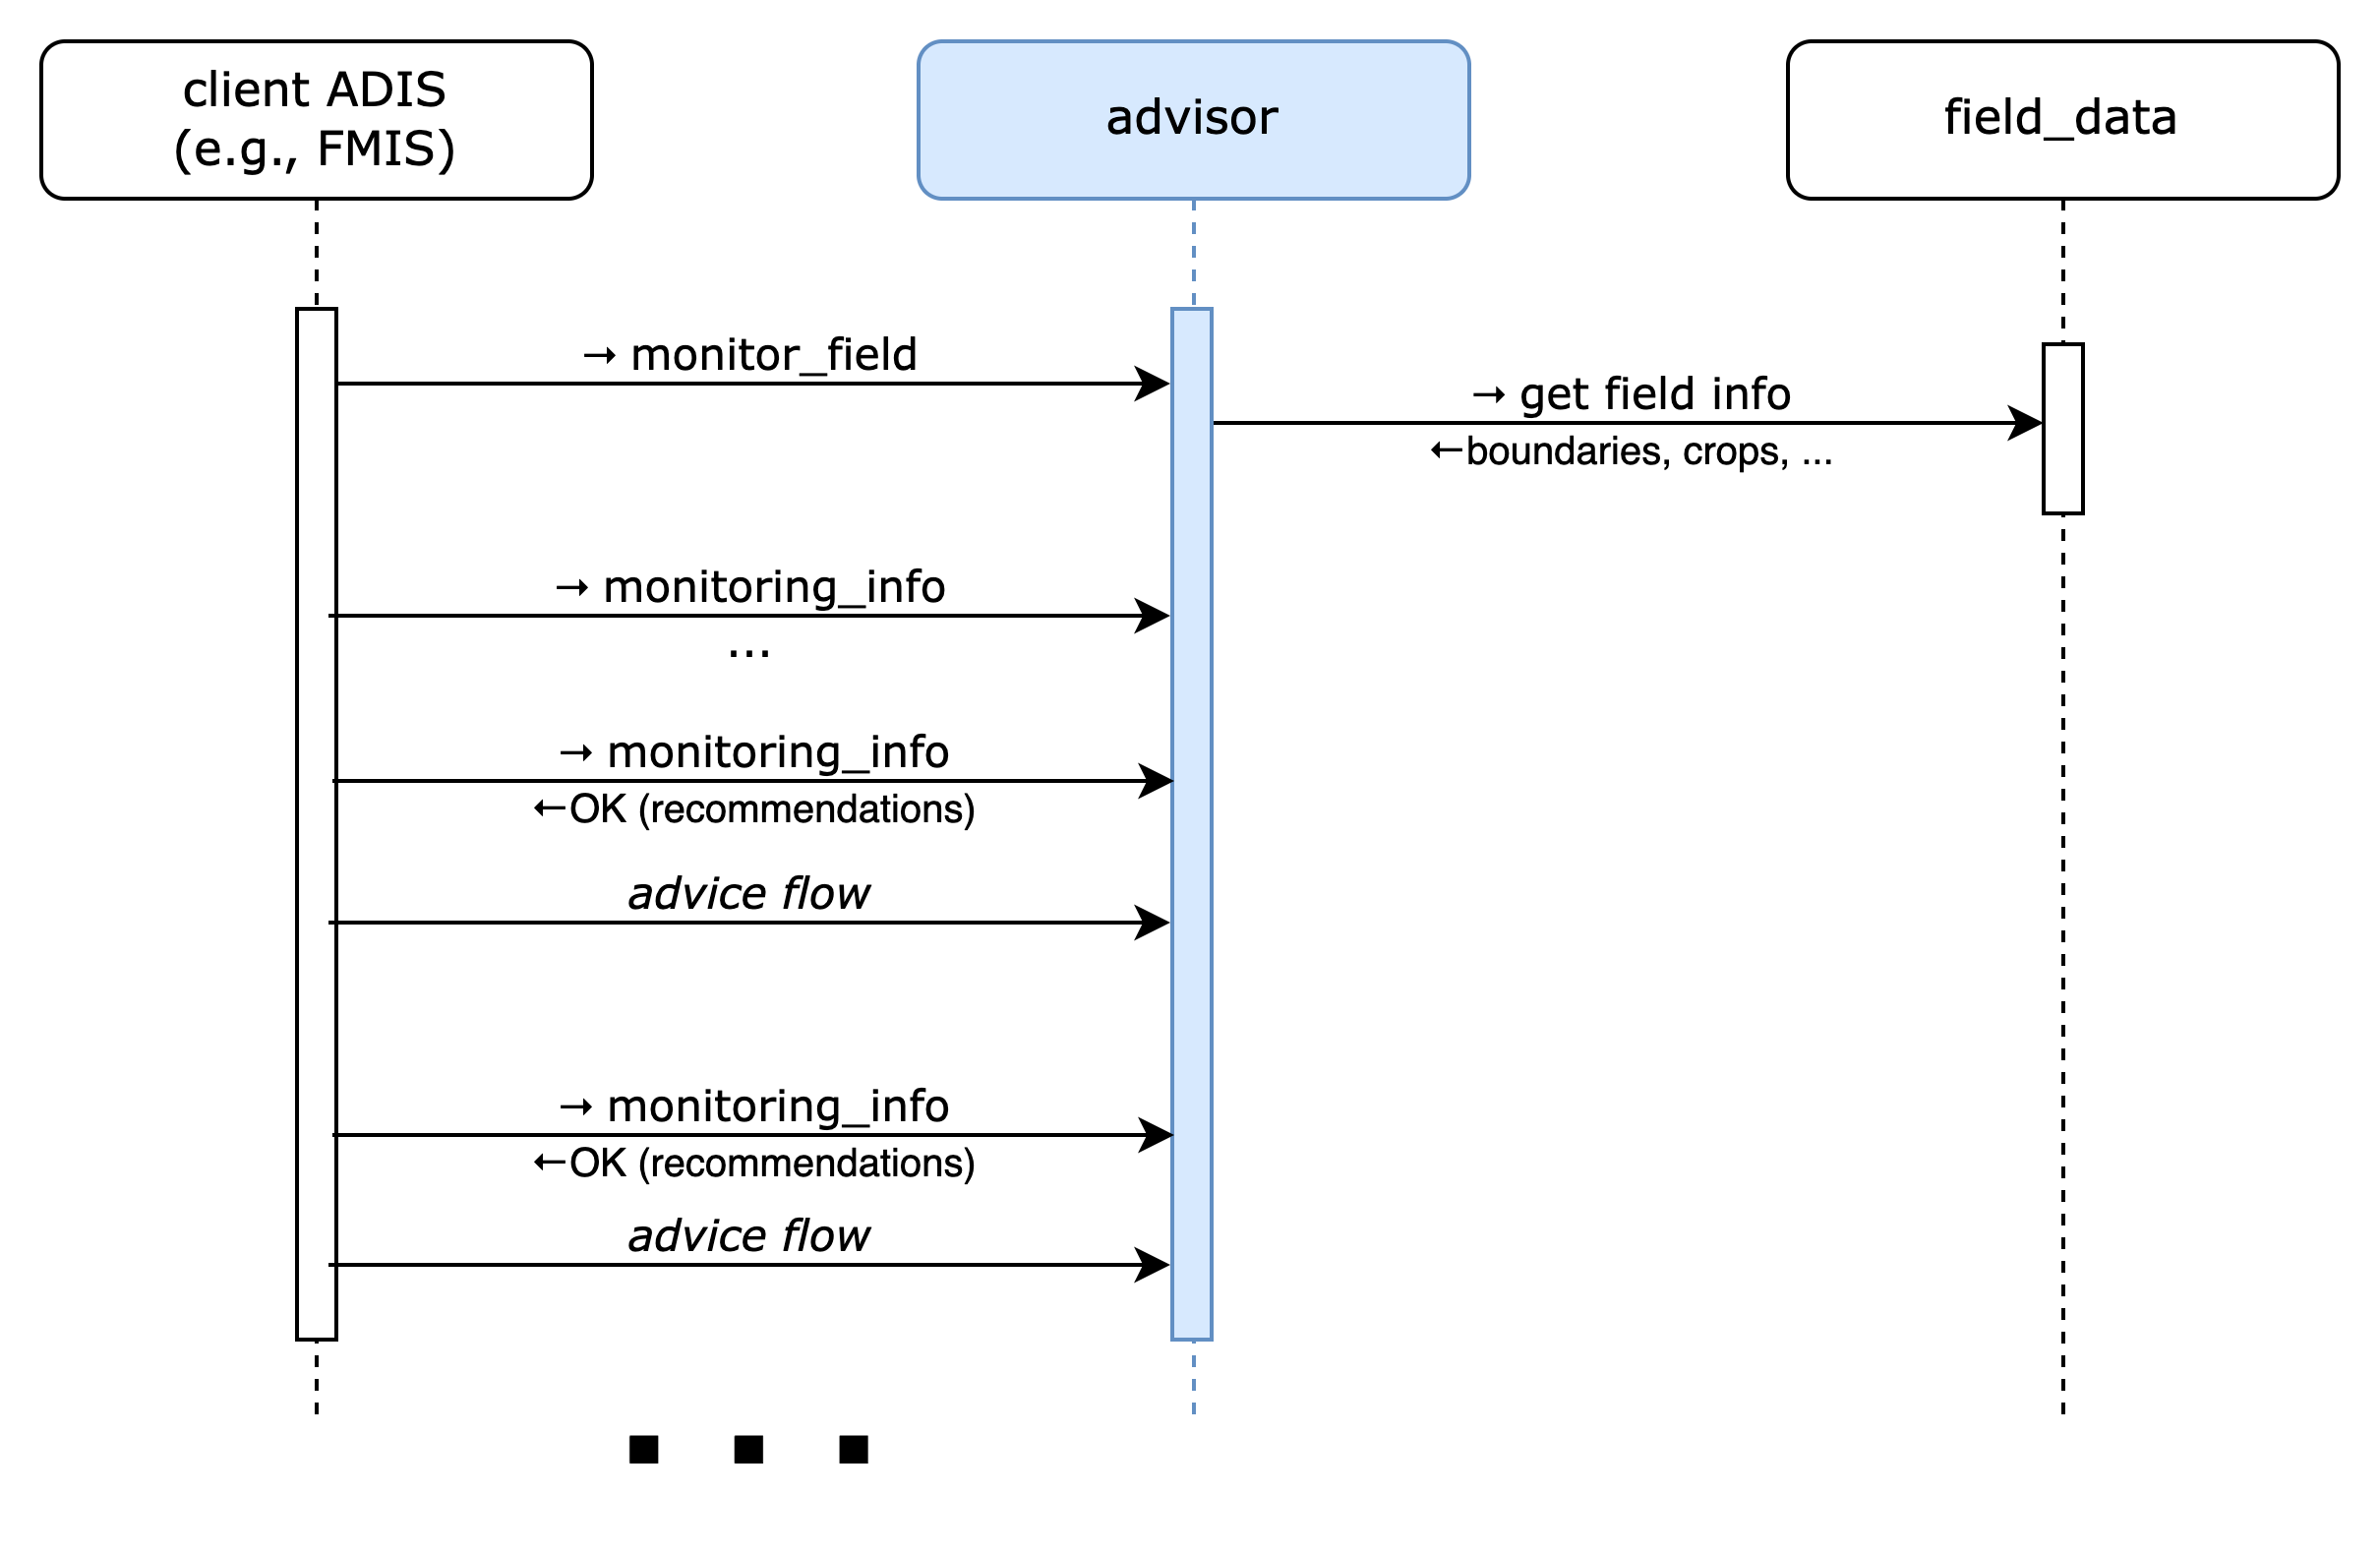 client ADIS
(e.g., FMIS)
advisor
field_data
→ monitor_field
→ get field info
←boundaries, crops, ...
→ monitoring_info
...
→ monitoring_info
←OK (recommendations)
advice flow
→ monitoring_info
←OK (recommendations)
advice flow
...